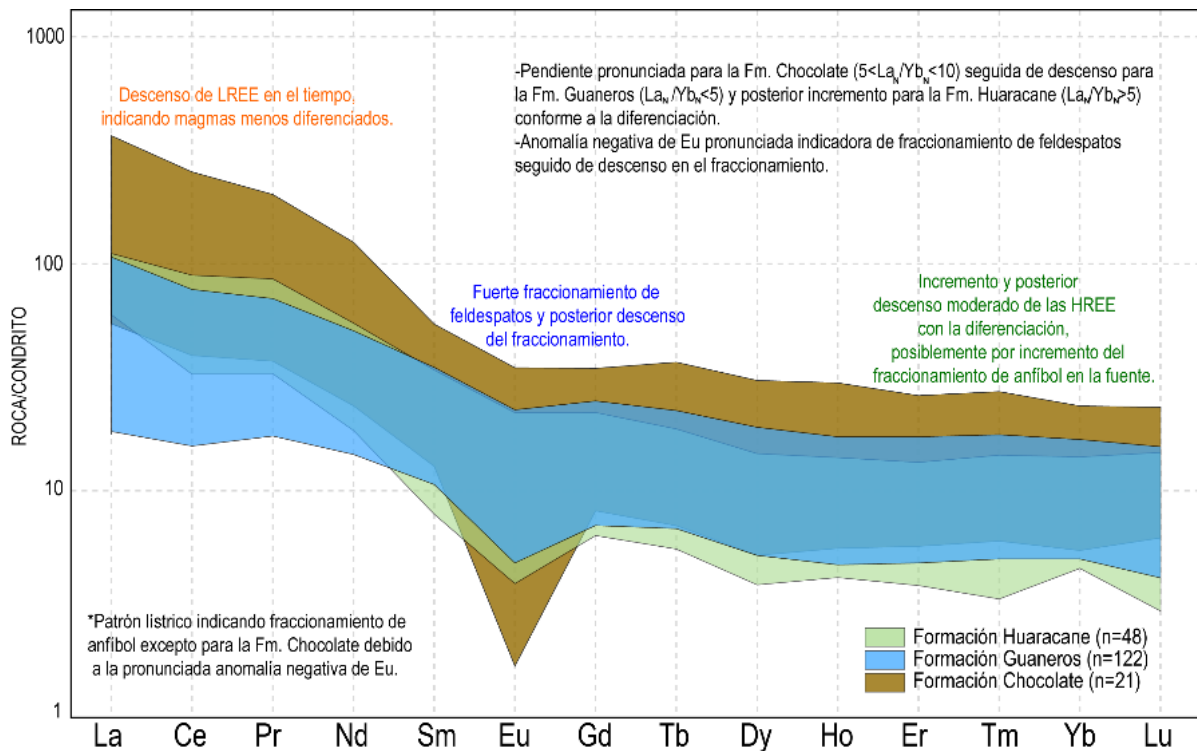 1000
100
10
1
ROCA/CONDRITO
Descenso de LREE en el tiempo,
indicando magmas menos diferenciados.
-Pendiente pronunciada para la Fm. Chocolate (5<La_N/Yb_N<10) seguida de descenso para
la Fm. Guaneros (La_N/Yb_N<5) y posterior incremento para la Fm. Huaracane (La_N/Yb_N>5)
conforme a la diferenciación.
-Anomalía negativa de Eu pronunciada indicadora de fraccionamiento de feldespatos
seguido de descenso en el fraccionamiento.
Fuerte fraccionamiento de
feldespatos y posterior descenso
del fraccionamiento.
Incremento y posterior
descenso moderado de las HREE
con la diferenciación,
posiblemente por incremento del
fraccionamiento de anfíbol en la fuente.
*Patrón lístrico indicando fraccionamiento de
anfíbol excepto para la Fm. Chocolate debido
a la pronunciada anomalía negativa de Eu.
Formación Huaracane (n=48)
Formación Guaneros (n=122)
Formación Chocolate (n=21)
La Ce Pr Nd Sm Eu Gd Tb Dy Ho Er Tm Yb Lu